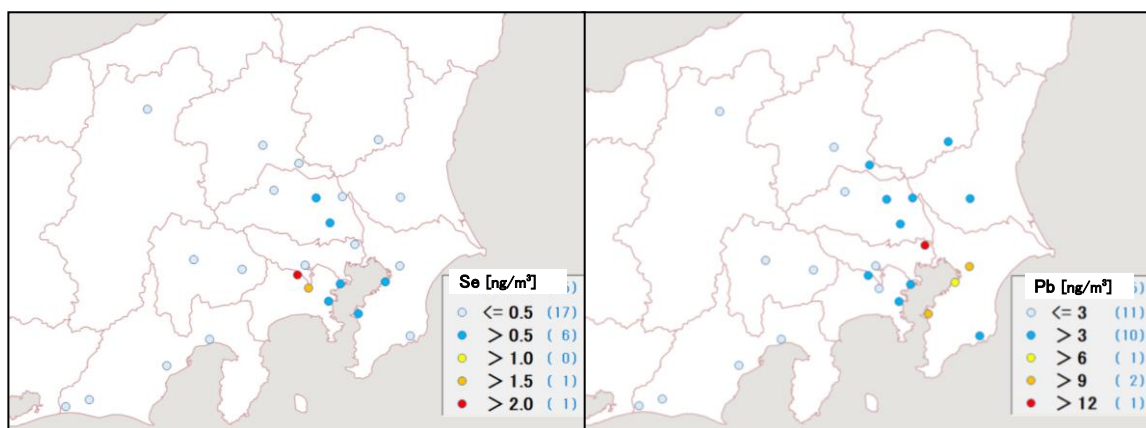 Se [ng/m³]
<= 0.5 (17)
> 0.5 ( 6)
> 1.0 ( 0)
> 1.5 ( 1)
> 2.0 ( 1)
Pb [ng/m³]
<= 3 (11)
> 3 (10)
> 6 ( 1)
> 9 ( 2)
> 12 ( 1)